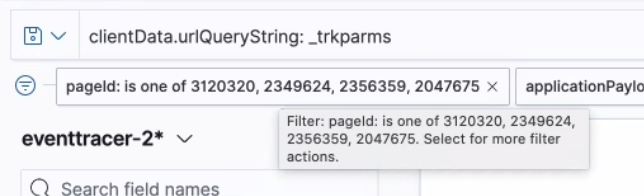 clientData.urlQueryString: _trkparms
pageId: is one of 3120320, 2349624, 2356359, 2047675 × applicationPaylo
Filter: pageId: is one of 3120320, 2349624,
2356359, 2047675. Select for more filter
actions.
eventtracer-2*
Search field names